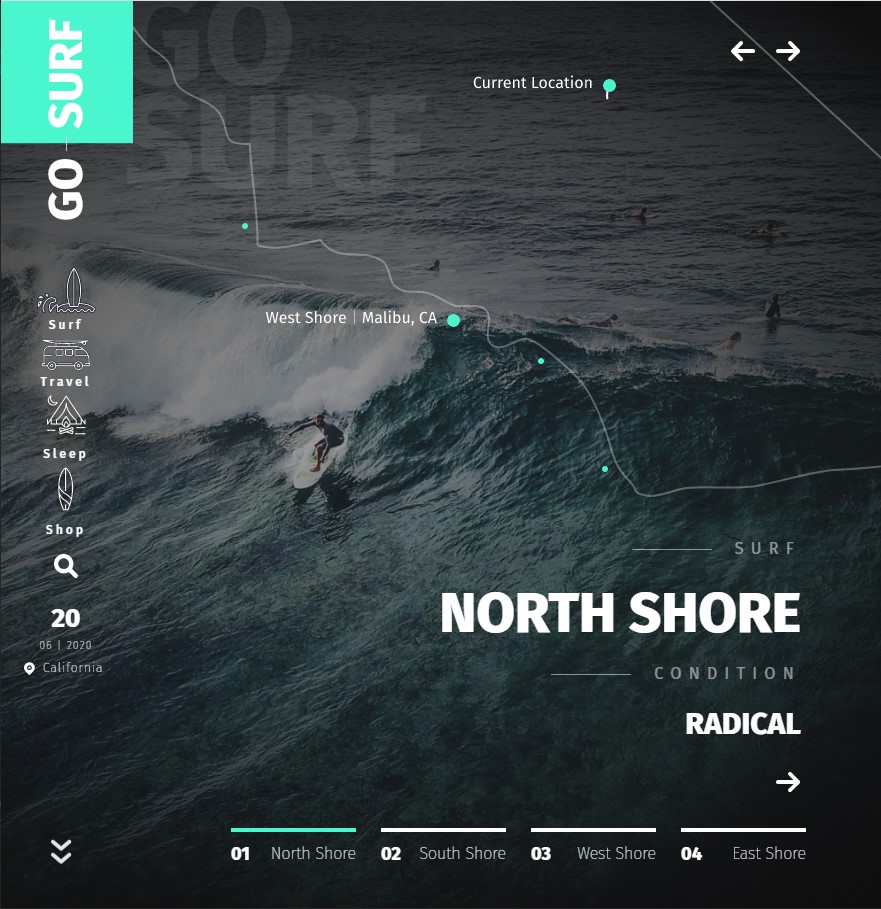 GO SURF
GO
SURF
Current Location
West Shore | Malibu, CA
Surf
Travel
Sleep
Shop
20
06 | 2020
California
SURF
NORTH SHORE
CONDITION
RADICAL
01 North Shore
02 South Shore
03 West Shore
04 East Shore